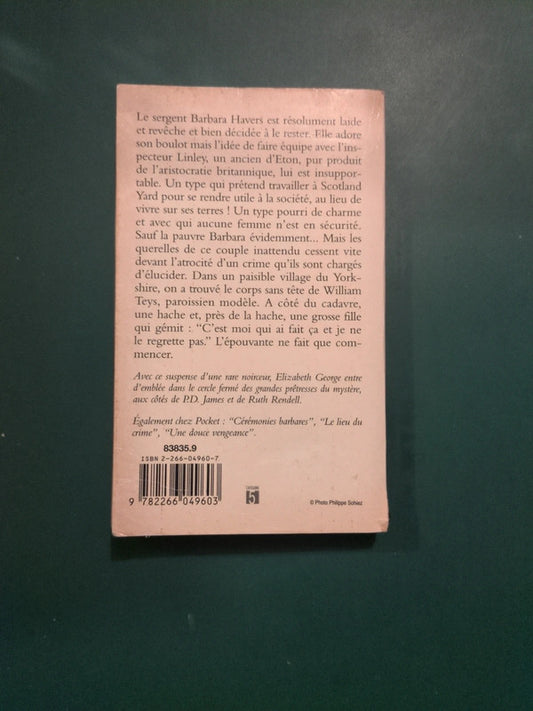 Le sergent Barbara Havers est résolument laide
et revêche et bien décidée à le rester. Elle adore
son boulot mais l'idée de faire équipe avec l'ins-
pecteur Linley, un ancien d'Eton, pur produit
de l'aristocratie britannique, lui est insuppor-
table. Un type qui prétend travailler à Scotland
Yard pour se rendre utile à la société, au lieu de
vivre sur ses terres ! Un type pourri de charme
et avec qui aucune femme n'est en sécurité.
Sauf la pauvre Barbara évidemment... Mais les
querelles de ce couple inattendu cessent vite
devant l'atrocité d'un crime qu'ils sont chargés
d'élucider. Dans un paisible village du York-
shire, on a trouvé le corps sans tête de William
Teys, paroissien modèle. A côté du cadavre,
une hache et, près de la hache, une grosse fille
qui gémit : “C'est moi qui ai fait ça et je ne
le regrette pas.” L'épouvante ne fait que com-
mencer.
Avec ce suspense d'une rare noirceur, Elizabeth George entre
d'emblée dans le cercle fermé des grandes prêtresses du mystère,
aux côtés de P.D. James et de Ruth Rendell.
Également chez Pocket : “Cérémonies barbares”, “Le lieu du
crime”, “Une douce vengeance”.
83835.9
ISBN 2-266-04960-7
9 782266 049603
5
© Photo Philippe Schiez